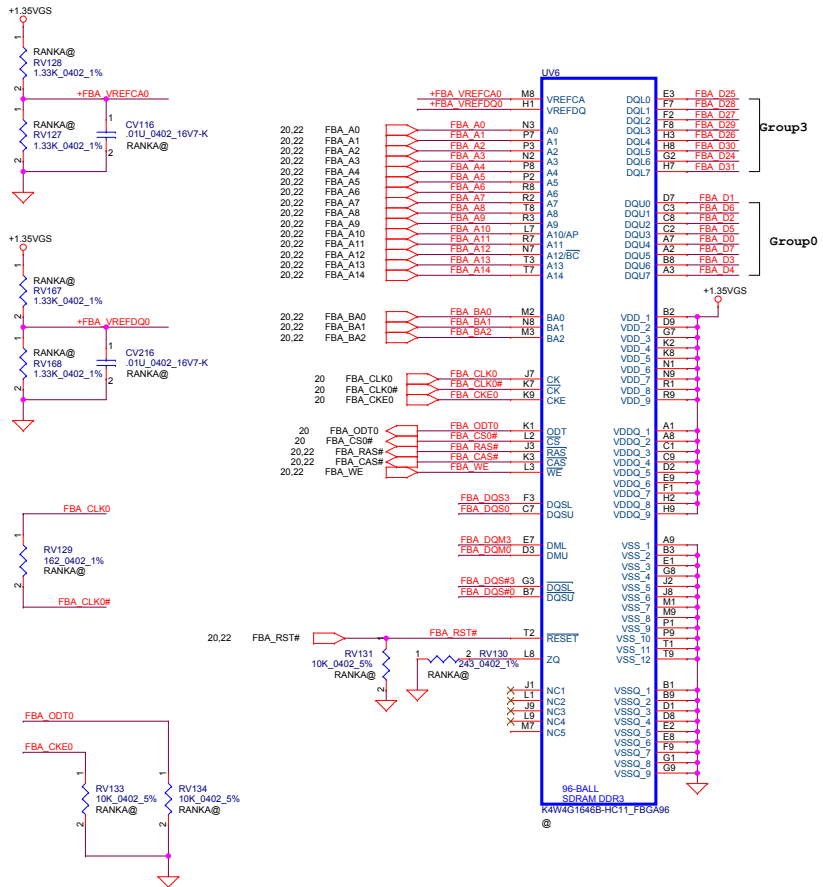 +1.35VGS
1
RANKA@
RV128
1.33K_0402_1%
2
+FBA_VREFCA0
1
RANKA@
RV127
1.33K_0402_1%
2
1
CV116
.01U_0402_16V7-K
2
RANKA@
+1.35VGS
1
RANKA@
RV167
1.33K_0402_1%
2
+FBA_VREFDQ0
1
RANKA@
RV168
1.33K_0402_1%
2
1
CV216
.01U_0402_16V7-K
2
RANKA@
FBA_CLK0
1
RV129
162_0402_1%
RANKA@
2
FBA_CLK0#
FBA_ODT0
FBA_CKE0
1
RV133
10K_0402_5%
RANKA@
2
1
RV134
10K_0402_5%
RANKA@
2
UV6
+FBA_VREFCA0 M8 VREFCA
+FBA_VREFDQ0 H1 VREFDQ
20,22 FBA_A0 FBA_A0 N3 A0
20,22 FBA_A1 FBA_A1 P7 A1
20,22 FBA_A2 FBA_A2 P3 A2
20,22 FBA_A3 FBA_A3 N2 A3
20,22 FBA_A4 FBA_A4 P8 A4
20,22 FBA_A5 FBA_A5 P2 A5
20,22 FBA_A6 FBA_A6 R8 A6
20,22 FBA_A7 FBA_A7 R2 A7
20,22 FBA_A8 FBA_A8 T8 A8
20,22 FBA_A9 FBA_A9 R3 A9
20,22 FBA_A10 FBA_A10 L7 A10/AP
20,22 FBA_A11 FBA_A11 R7 A11
20,22 FBA_A12 FBA_A12 N7 A12/BC
20,22 FBA_A13 FBA_A13 T3 A13
20,22 FBA_A14 FBA_A14 T7 A14
20,22 FBA_BA0 FBA_BA0 M2 BA0
20,22 FBA_BA1 FBA_BA1 N8 BA1
20,22 FBA_BA2 FBA_BA2 M3 BA2
20 FBA_CLK0 FBA_CLK0 J7 CK
20 FBA_CLK0# FBA_CLK0# K7 CK
20 FBA_CKE0 FBA_CKE0 K9 CKE
20 FBA_ODT0 FBA_ODT0 K1 ODT
20 FBA_CS0# FBA_CS0# L2 CS
20,22 FBA_RAS# FBA_RAS# J3 RAS
20,22 FBA_CAS# FBA_CAS# K3 CAS
20,22 FBA_WE FBA_WE L3 WE
FBA_DQS3 F3 DQSL
FBA_DQS0 C7 DQSU
FBA_DQM3 E7 DML
FBA_DQM0 D3 DMU
FBA_DQS#3 G3 DQSL
FBA_DQS#0 B7 DQSU
20,22 FBA_RST# FBA_RST# T2 RESET
1
RV131
10K_0402_5%
RANKA@
2
1 2 RV130 L8 ZQ
243_0402_1%
RANKA@
J1 NC1
L1 NC2
J9 NC3
L9 NC4
M7 NC5
DQL0 E3 FBA_D25
DQL1 F7 FBA_D28
DQL2 F2 FBA_D27
DQL3 F8 FBA_D29
DQL4 H3 FBA_D26
DQL5 H8 FBA_D30
DQL6 G2 FBA_D24
DQL7 H7 FBA_D31
Group3
DQU0 D7 FBA_D1
DQU1 C3 FBA_D6
DQU2 C8 FBA_D2
DQU3 C2 FBA_D5
DQU4 A7 FBA_D0
DQU5 A2 FBA_D7
DQU6 B8 FBA_D3
DQU7 A3 FBA_D4
Group0
+1.35VGS
VDD_1 B2
VDD_2 D9
VDD_3 G7
VDD_4 K2
VDD_5 K8
VDD_6 N1
VDD_7 N9
VDD_8 R1
VDD_9 R9
VDDQ_1 A1
VDDQ_2 A8
VDDQ_3 C1
VDDQ_4 C9
VDDQ_5 D2
VDDQ_6 E9
VDDQ_7 F1
VDDQ_8 H2
VDDQ_9 H9
VSS_1 A9
VSS_2 B3
VSS_3 E1
VSS_4 G8
VSS_5 J2
VSS_6 J8
VSS_7 M1
VSS_8 M9
VSS_9 P1
VSS_10 P9
VSS_11 T1
VSS_12 T9
VSSQ_1 B1
VSSQ_2 B9
VSSQ_3 D1
VSSQ_4 D8
VSSQ_5 E2
VSSQ_6 E8
VSSQ_7 F9
VSSQ_8 G1
VSSQ_9 G9
96-BALL
SDRAM DDR3
K4W4G1646B-HC11_FBGA96
@